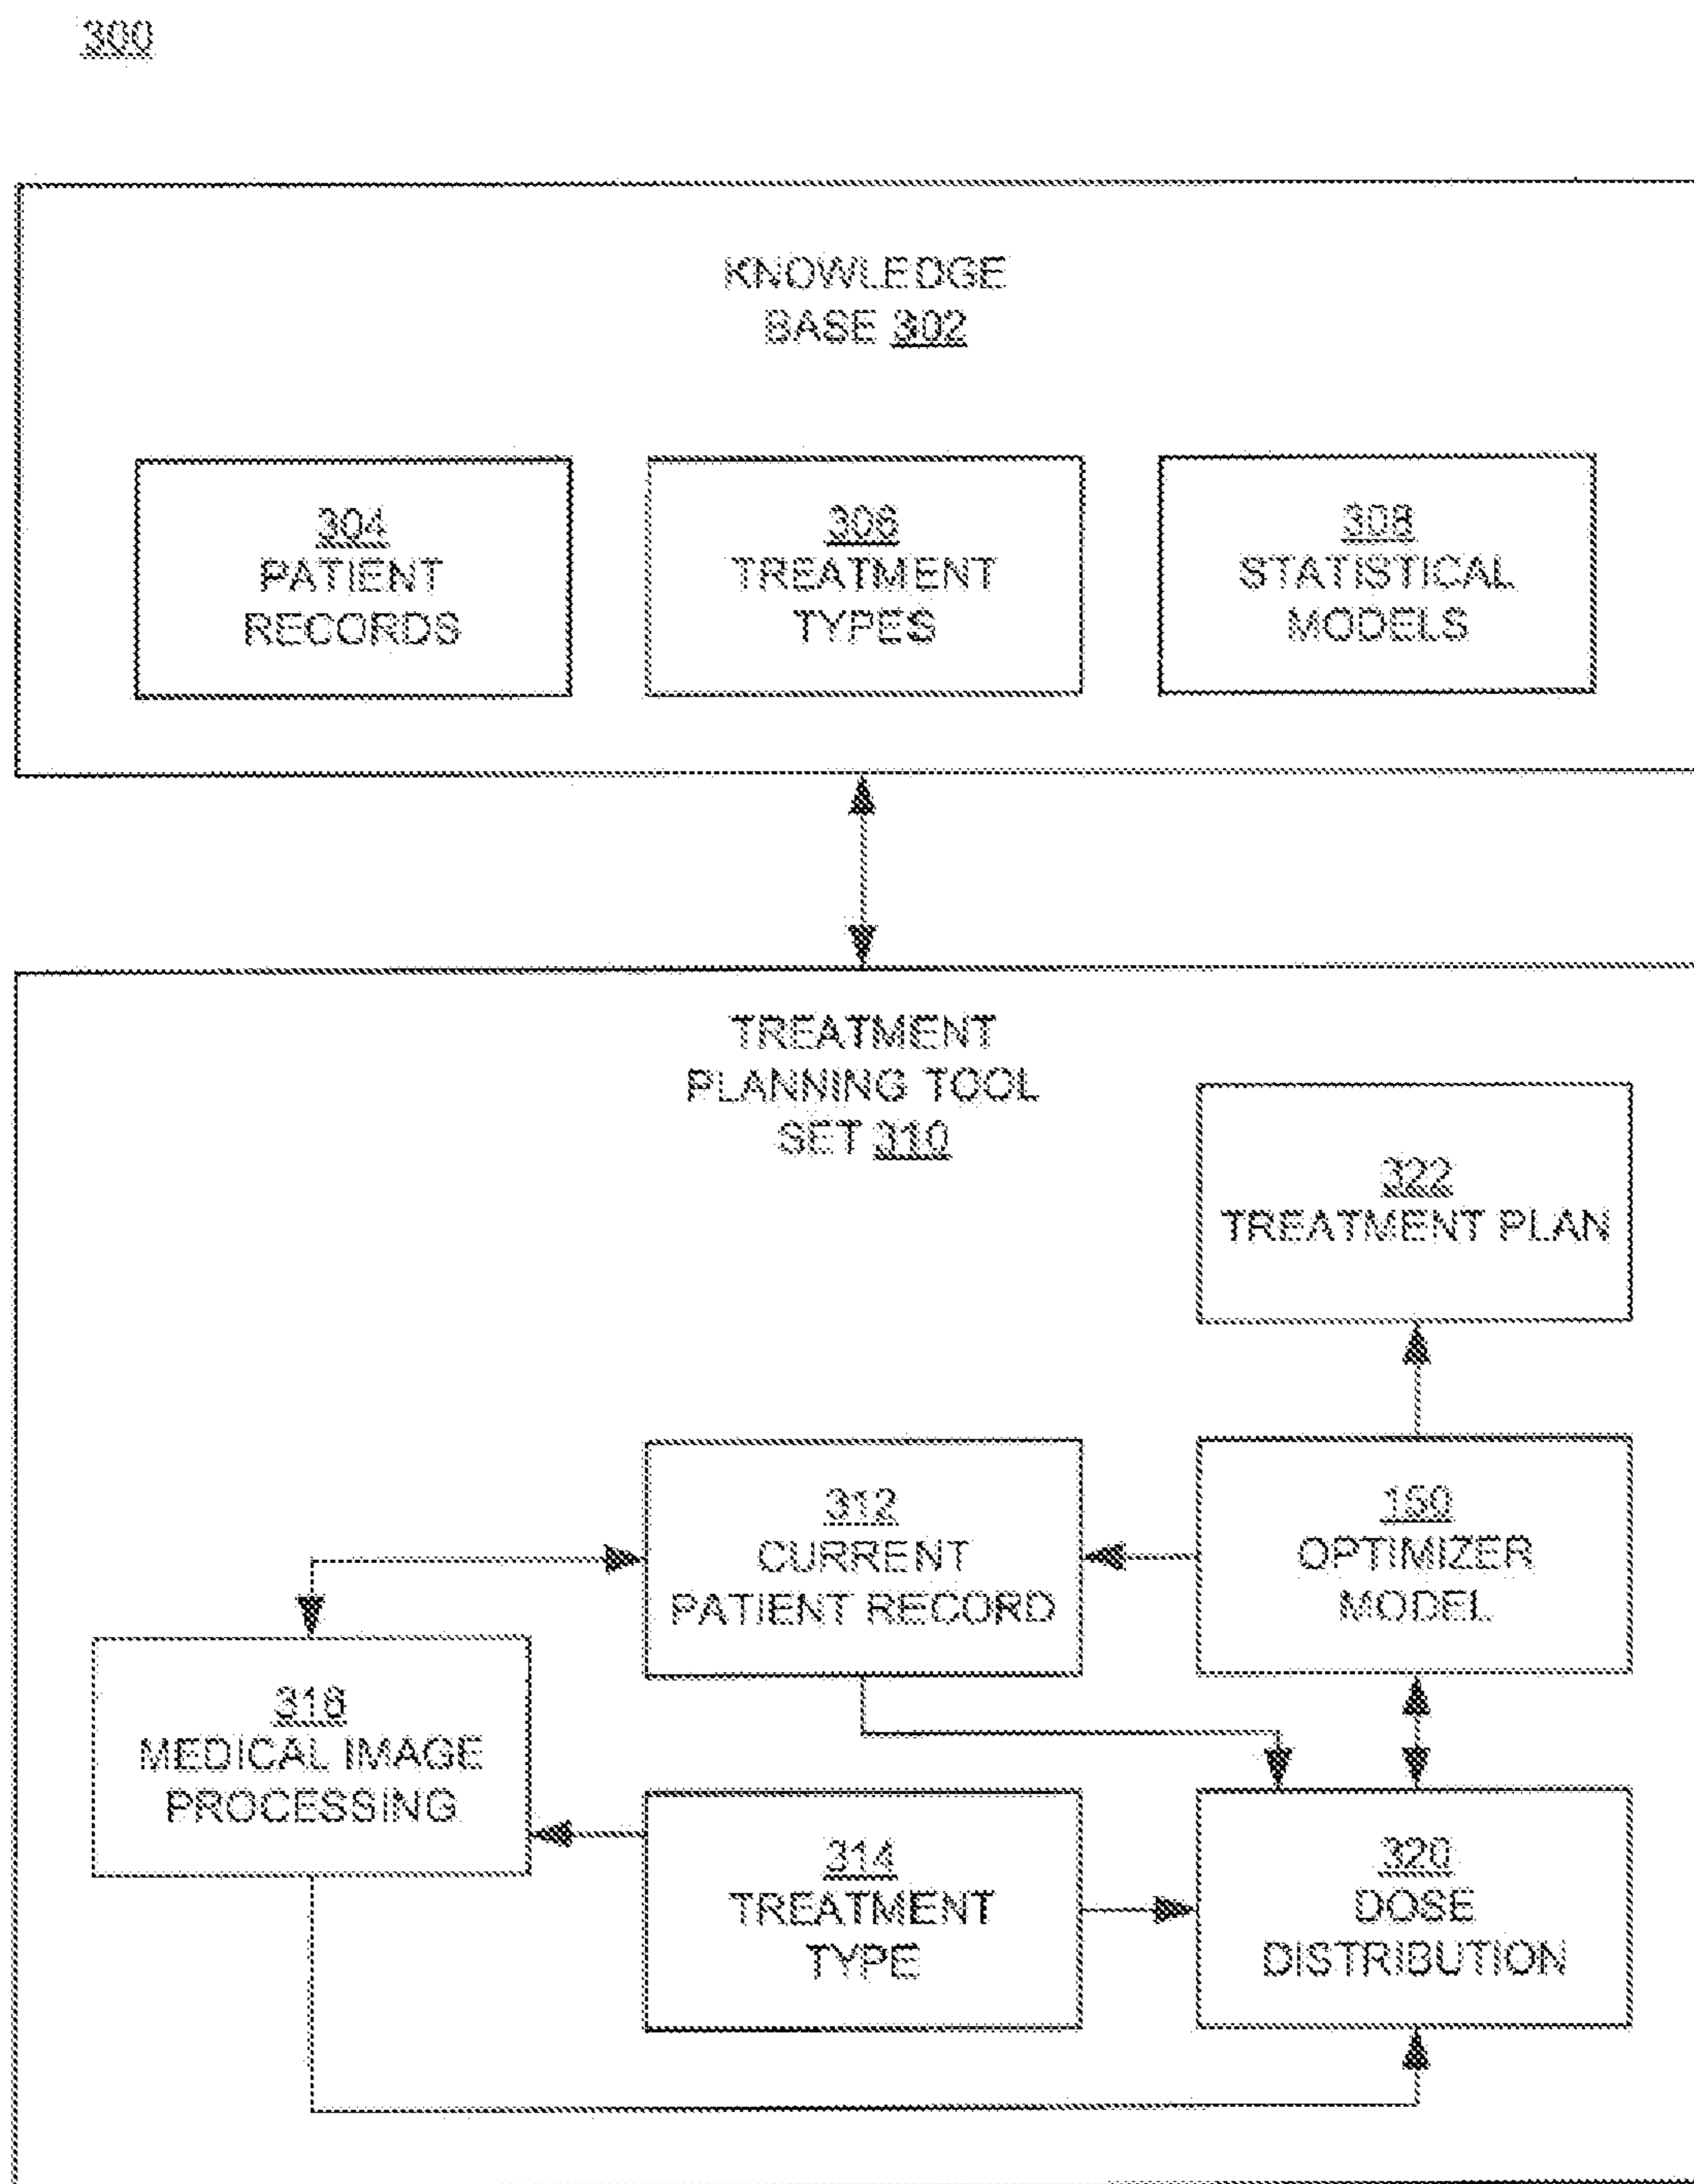 300
KNOWLEDGE
BASE 302
304
PATIENT
RECORDS
306
TREATMENT
TYPES
308
STATISTICAL
MODELS
TREATMENT
PLANNING TOOL
SET 310
322
TREATMENT PLAN
312
CURRENT
PATIENT RECORD
150
OPTIMIZER
MODEL
316
MEDICAL IMAGE
PROCESSING
314
TREATMENT
TYPE
320
DOSE
DISTRIBUTION